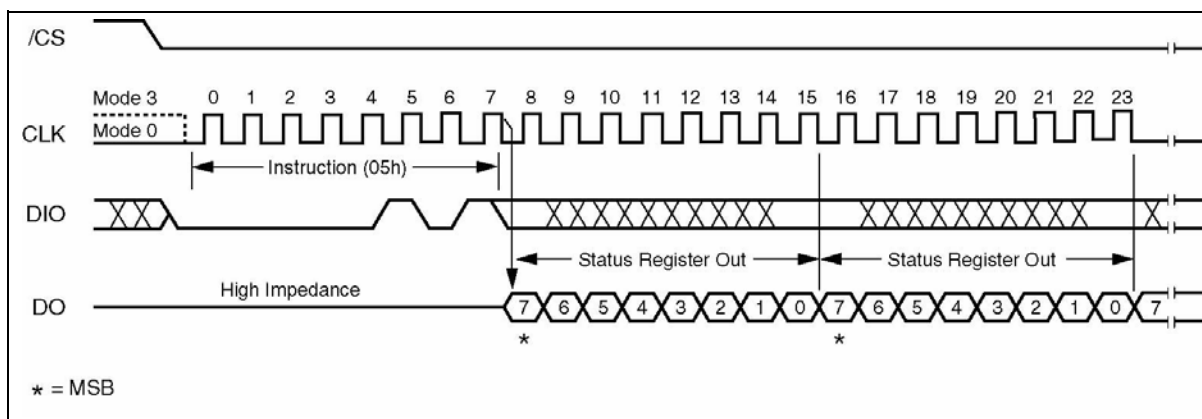 /CS
Mode 3 0 1 2 3 4 5 6 7 8 9 10 11 12 13 14 15 16 17 18 19 20 21 22 23
CLK Mode 0
Instruction (05h)
DIO
Status Register Out Status Register Out
High Impedance
DO 7 6 5 4 3 2 1 0 7 6 5 4 3 2 1 0 7
* *
* = MSB